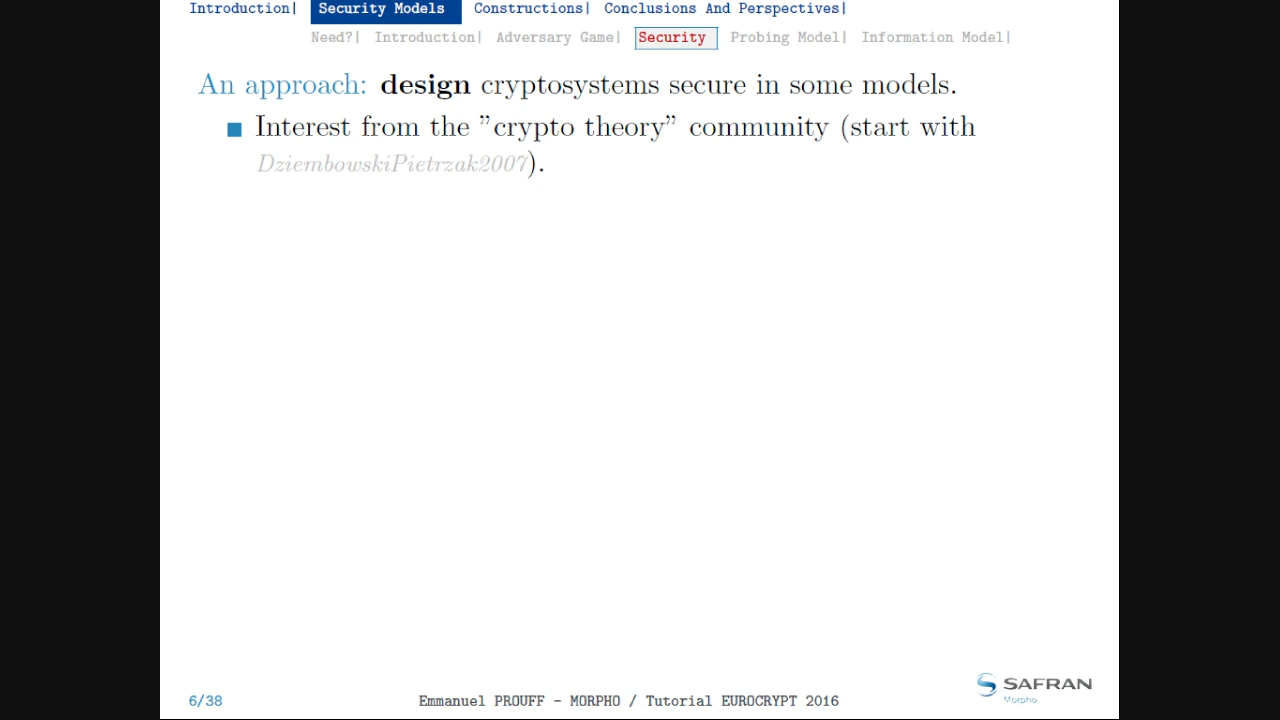 Introduction| Security Models Constructions| Conclusions And Perspectives|
Need?| Introduction| Adversary Game| Security Probing Model| Information Model|
An approach: design cryptosystems secure in some models.
Interest from the ”crypto theory” community (start with
DziembowskiPietrzak2007).
SAFRAN
Morpho
6/38 Emmanuel PROUFF - MORPHO / Tutorial EUROCRYPT 2016